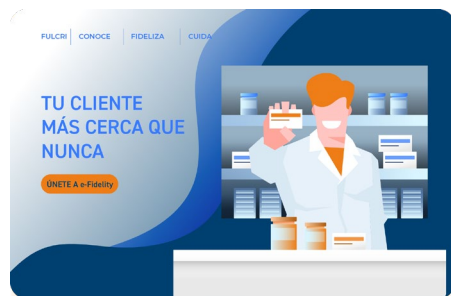 FULCRI CONOCE FIDELIZA CUIDA
TU CLIENTE
MÁS CERCA QUE
NUNCA
ÚNETE A e-Fidelity